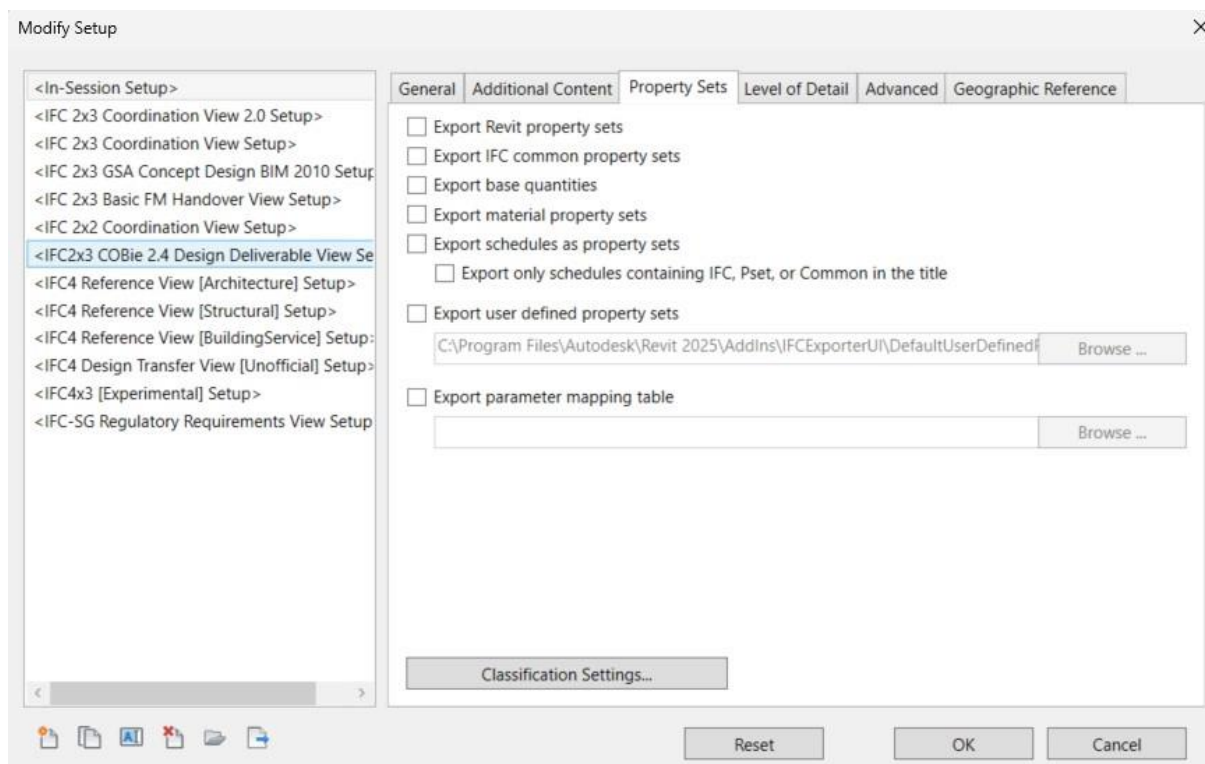 Modify Setup
<In-Session Setup>
<IFC 2x3 Coordination View 2.0 Setup>
<IFC 2x3 Coordination View Setup>
<IFC 2x3 GSA Concept Design BIM 2010 Setup
<IFC 2x3 Basic FM Handover View Setup>
<IFC 2x2 Coordination View Setup>
<IFC2x3 COBie 2.4 Design Deliverable View Se
<IFC4 Reference View [Architecture] Setup>
<IFC4 Reference View [Structural] Setup>
<IFC4 Reference View [BuildingService] Setup>
<IFC4 Design Transfer View [Unofficial] Setup>
<IFC4x3 [Experimental] Setup>
<IFC-SG Regulatory Requirements View Setup
General Additional Content Property Sets Level of Detail Advanced Geographic Reference
Export Revit property sets
Export IFC common property sets
Export base quantities
Export material property sets
Export schedules as property sets
Export only schedules containing IFC, Pset, or Common in the title
Export user defined property sets
C:\Program Files\Autodesk\Revit 2025\AddIns\IFCExporterUI\DefaultUserDefined Browse ...
Export parameter mapping table
Browse ...
Classification Settings...
Reset OK Cancel